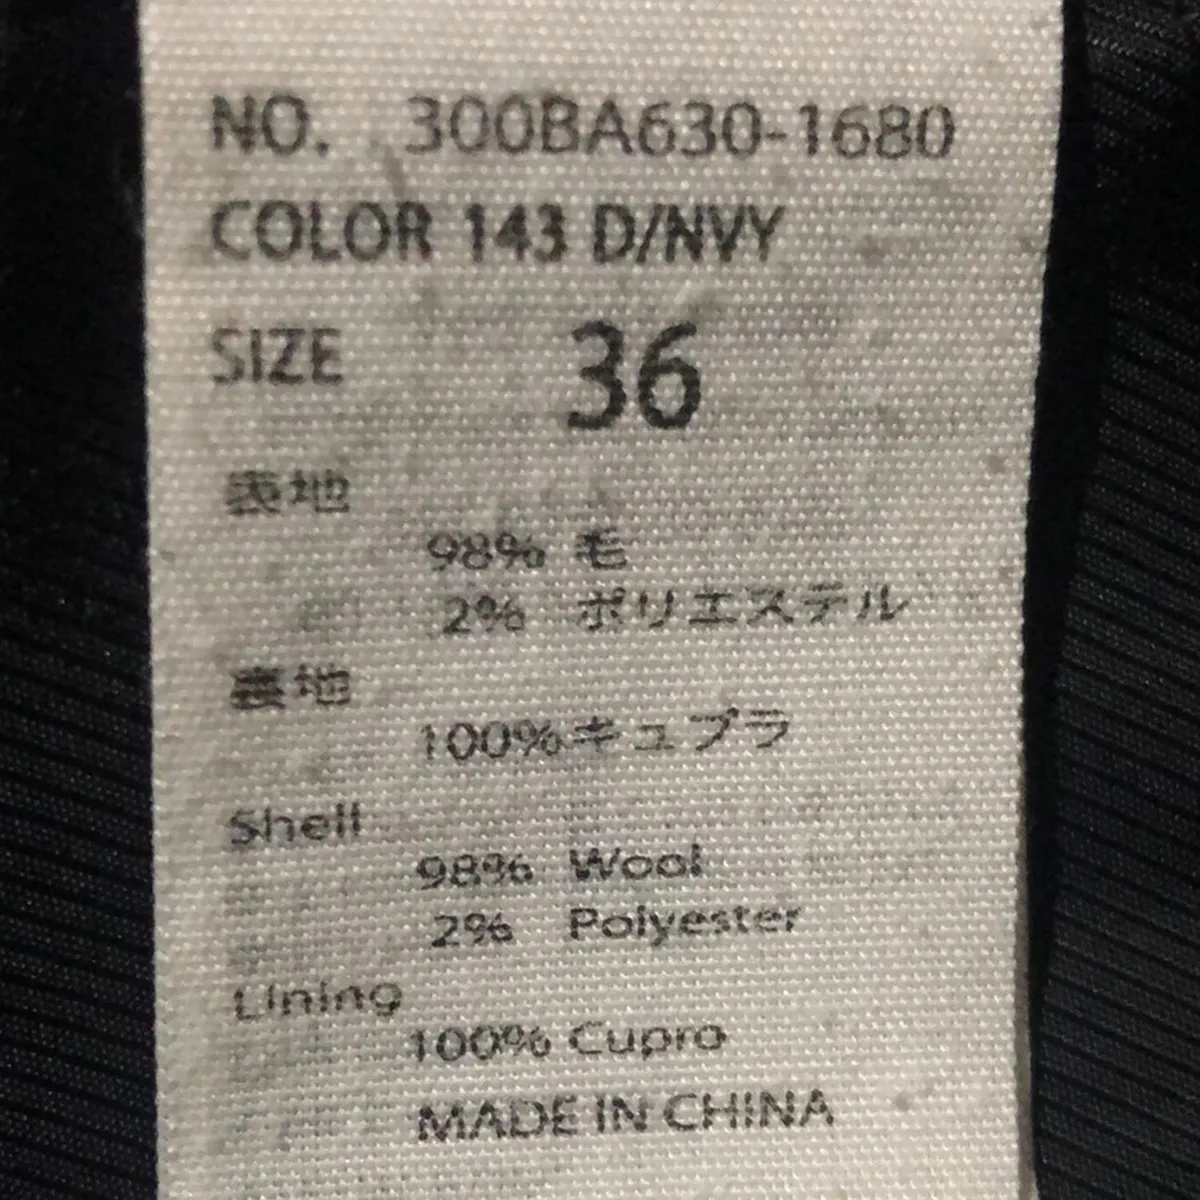 NO. 300BA630-1680
COLOR 143 D/NVY
SIZE 36
表地
98% 毛
2% ポリエステル
裏地
100%キュプラ
Shell
98% Wool
2% Polyester
Lining
100% Cupro
MADE IN CHINA